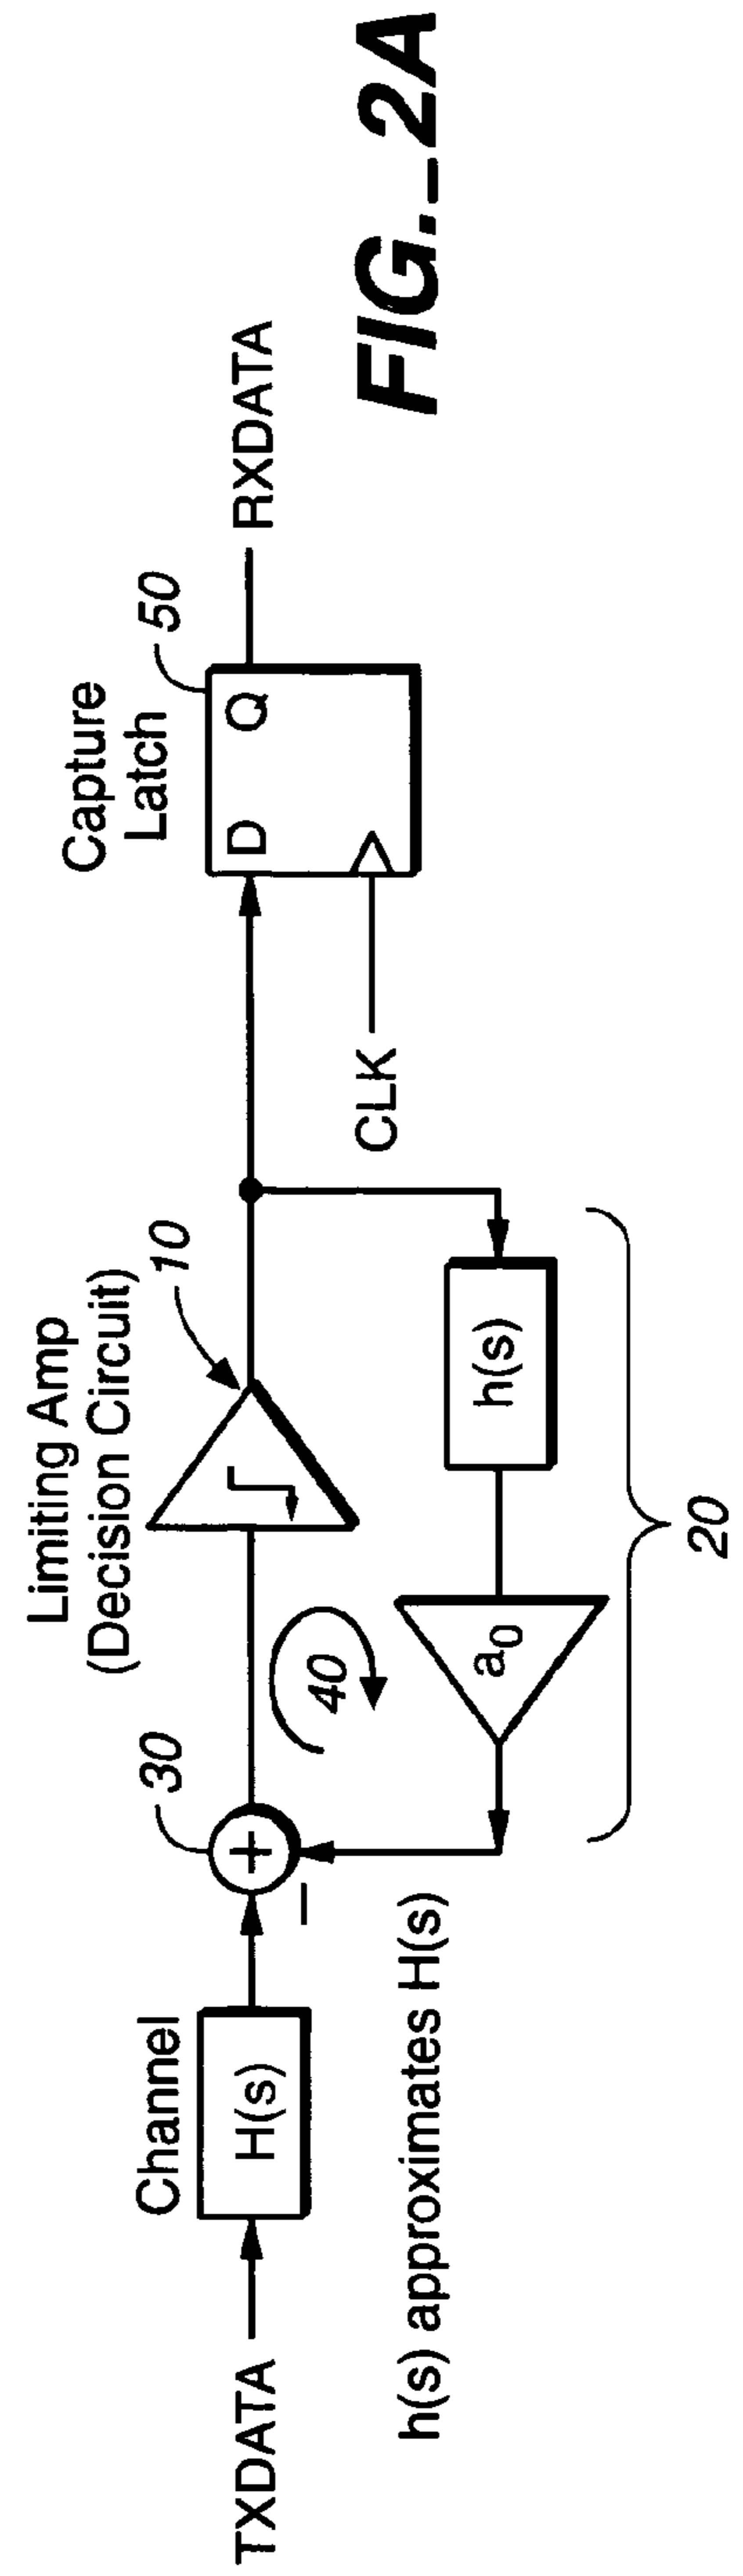 TXDATA
Channel
H(s)
30
+
−
h(s) approximates H(s)
Limiting Amp
(Decision Circuit)
10
40
a0
h(s)
20
Capture
Latch
50
D Q
CLK
RXDATA
FIG._2A